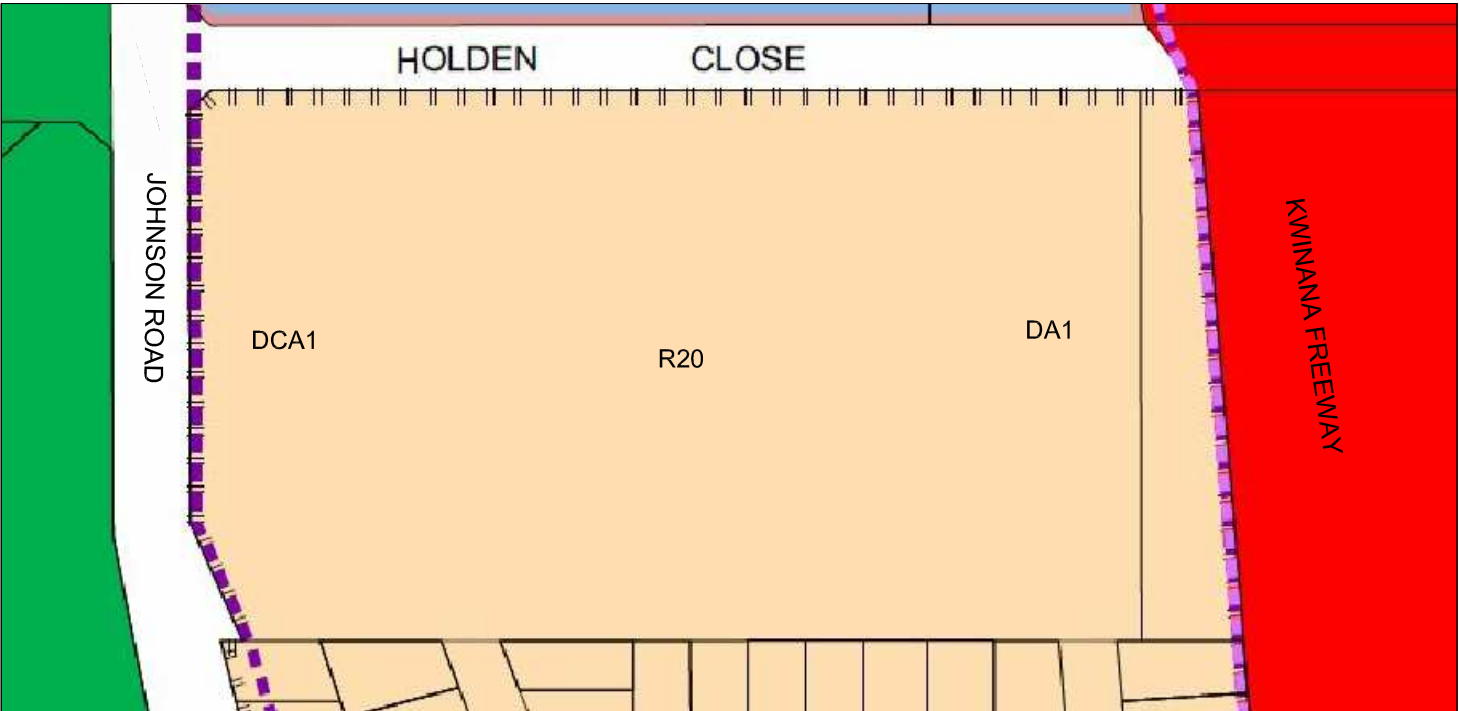 HOLDEN CLOSE
JOHNSON ROAD
DCA1
R20
DA1
KWINANA FREEWAY